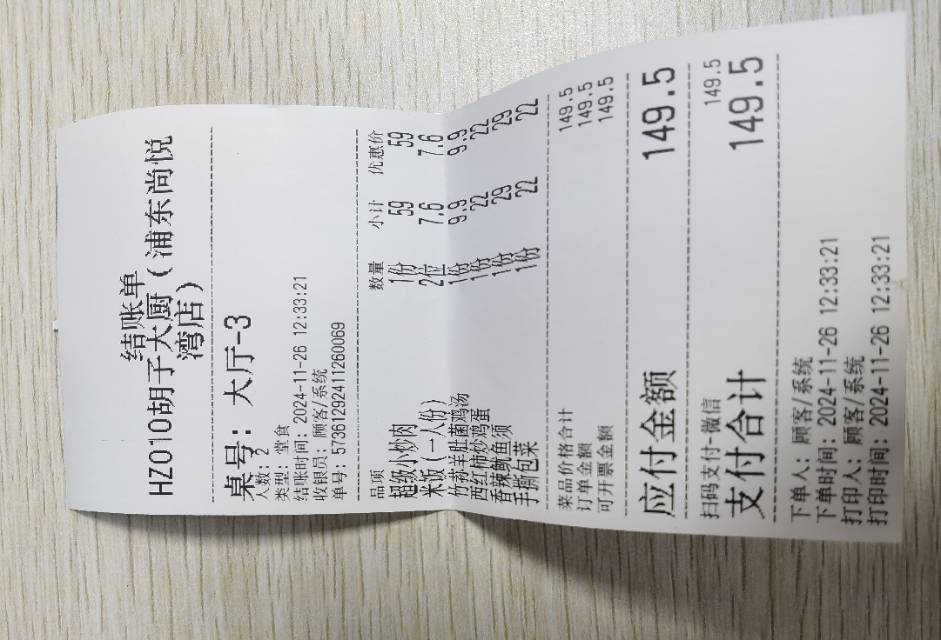 结账单
HZ010胡子大厨(浦东尚悦
湾店)
桌号: 大厅-3
人数: 2
类型: 堂食
结账时间: 2024-11-26 12:33:21
收银员: 顾客/系统
单号: 57361292411260069
品项 数量 小计 优惠价
超级小炒肉 1份 59 59
米饭(一人份) 2位 7.6 7.6
竹荪羊肚菌鸡汤 1份 9.9 9.9
西红柿炒鸡蛋 1份 22 22
香辣鱿鱼须 1份 29 29
手撕包菜 1份 22 22
菜品价格合计 149.5
订单金额 149.5
可开票金额 149.5
应付金额 149.5
扫码支付-微信 149.5
支付合计 149.5
下单人: 顾客/系统
下单时间: 2024-11-26 12:33:21
打印人: 顾客/系统
打印时间: 2024-11-26 12:33:21